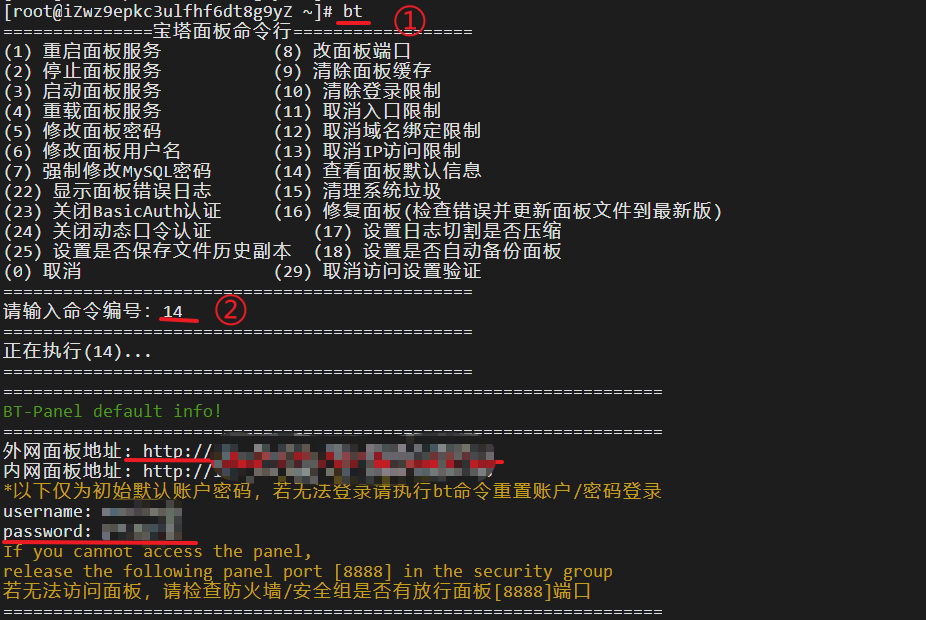 [root@iZwz9epkc3ulfhf6dt8g9yZ ~]# bt ①
===============宝塔面板命令行==================
(1) 重启面板服务 (8) 改面板端口
(2) 停止面板服务 (9) 清除面板缓存
(3) 启动面板服务 (10) 清除登录限制
(4) 重载面板服务 (11) 取消入口限制
(5) 修改面板密码 (12) 取消域名绑定限制
(6) 修改面板用户名 (13) 取消IP访问限制
(7) 强制修改MySQL密码 (14) 查看面板默认信息
(22) 显示面板错误日志 (15) 清理系统垃圾
(23) 关闭BasicAuth认证 (16) 修复面板(检查错误并更新面板文件到最新版)
(24) 关闭动态口令认证 (17) 设置日志切割是否压缩
(25) 设置是否保存文件历史副本 (18) 设置是否自动备份面板
(0) 取消 (29) 取消访问设置验证
===============================================
请输入命令编号：14 ②
===============================================
正在执行(14)...
===============================================
==================================================================
BT-Panel default info!
==================================================================
外网面板地址: http://
内网面板地址: http://
*以下仅为初始默认账户密码，若无法登录请执行bt命令重置账户/密码登录
username:
password:
If you cannot access the panel,
release the following panel port [8888] in the security group
若无法访问面板，请检查防火墙/安全组是否有放行面板[8888]端口
==================================================================